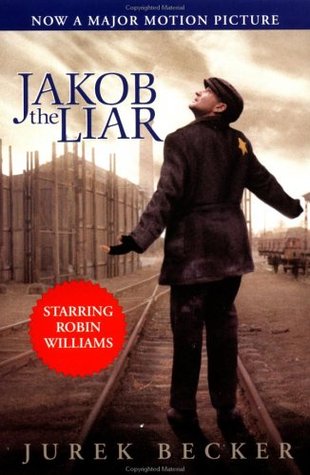 NOW A MAJOR MOTION PICTURE
JAKOB
the LIAR
STARRING
ROBIN
WILLIAMS
JUREK BECKER